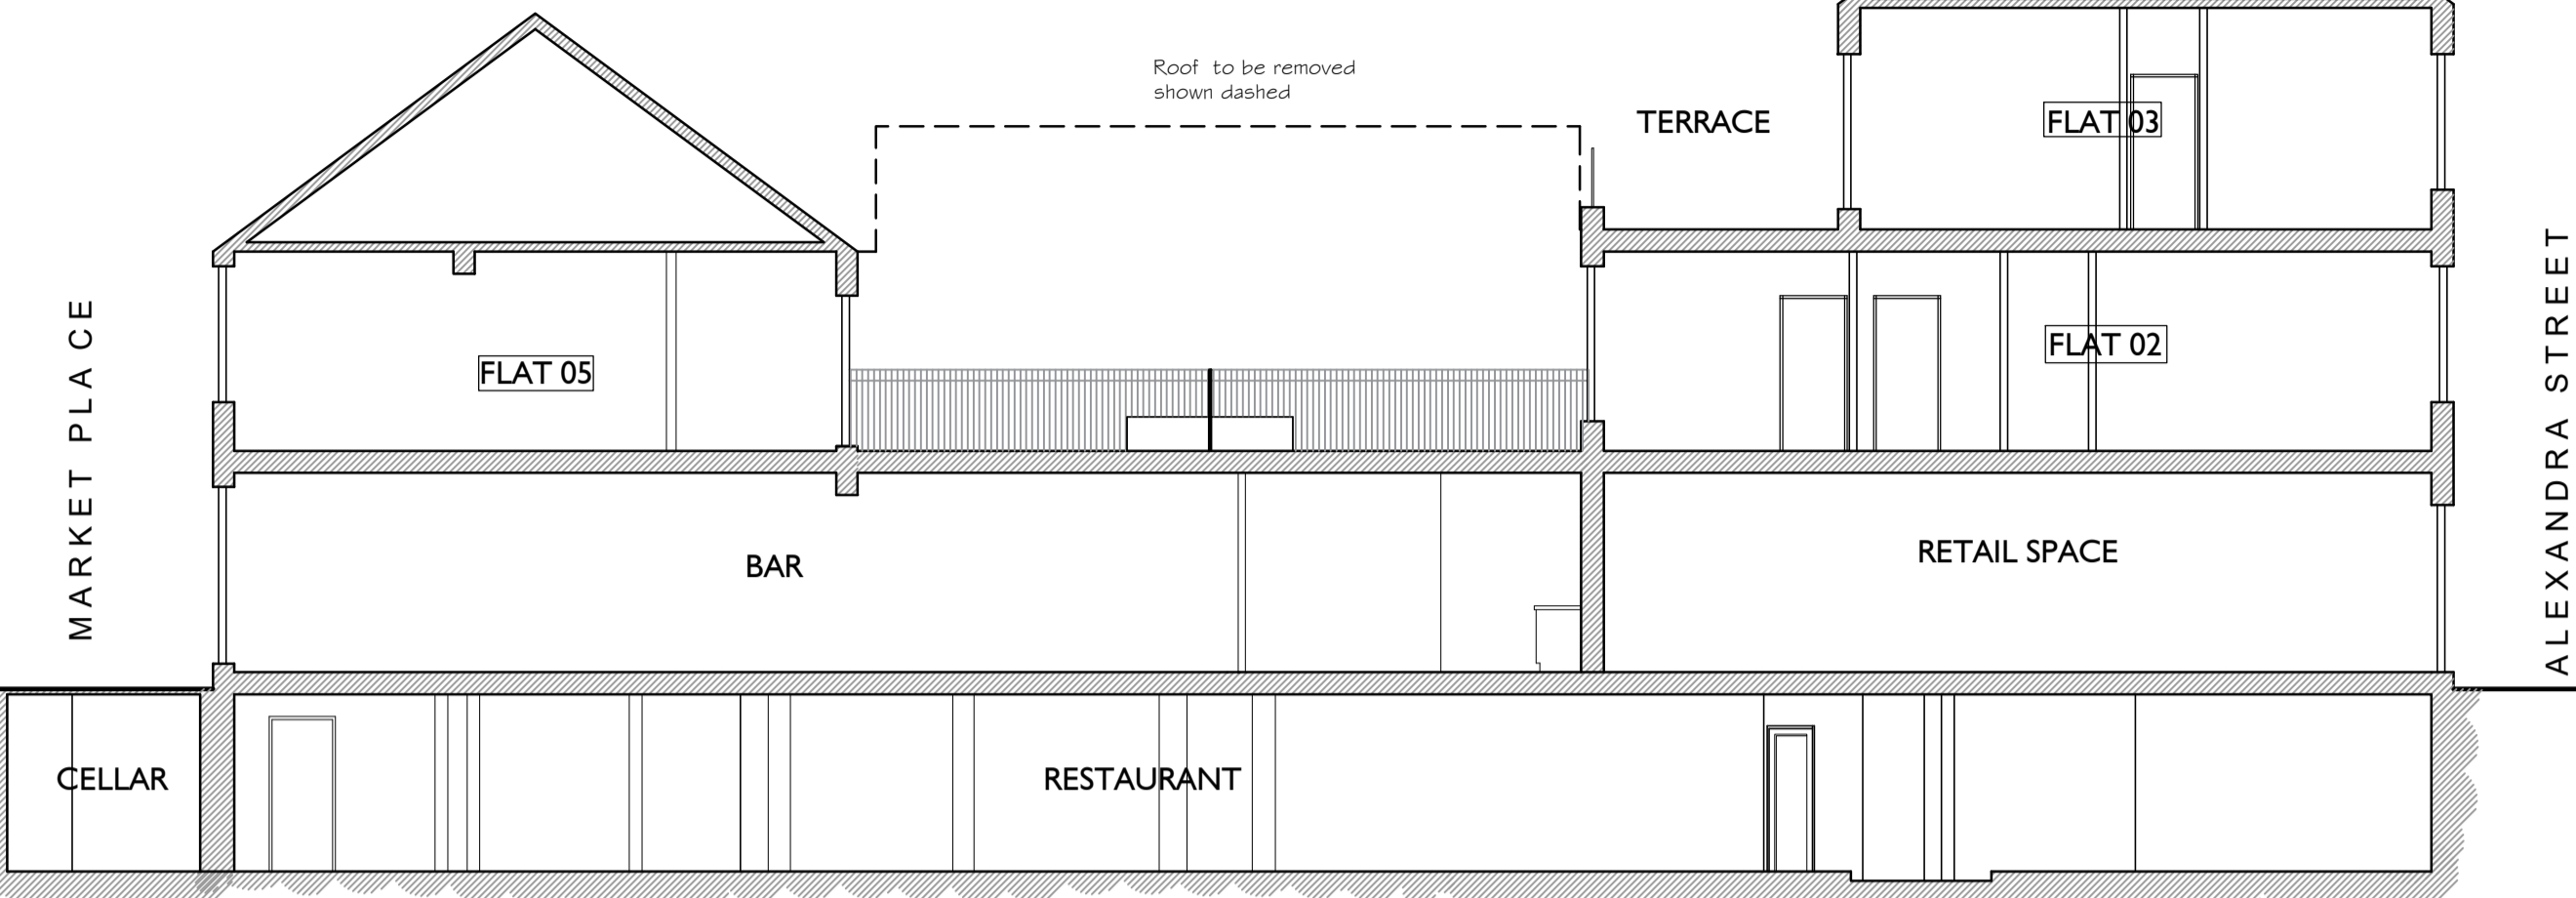 Roof to be removed
shown dashed
TERRACE
FLAT 03
FLAT 05
FLAT 02
MARKET PLACE
ALEXANDRA STREET
BAR
RETAIL SPACE
CELLAR
RESTAURANT